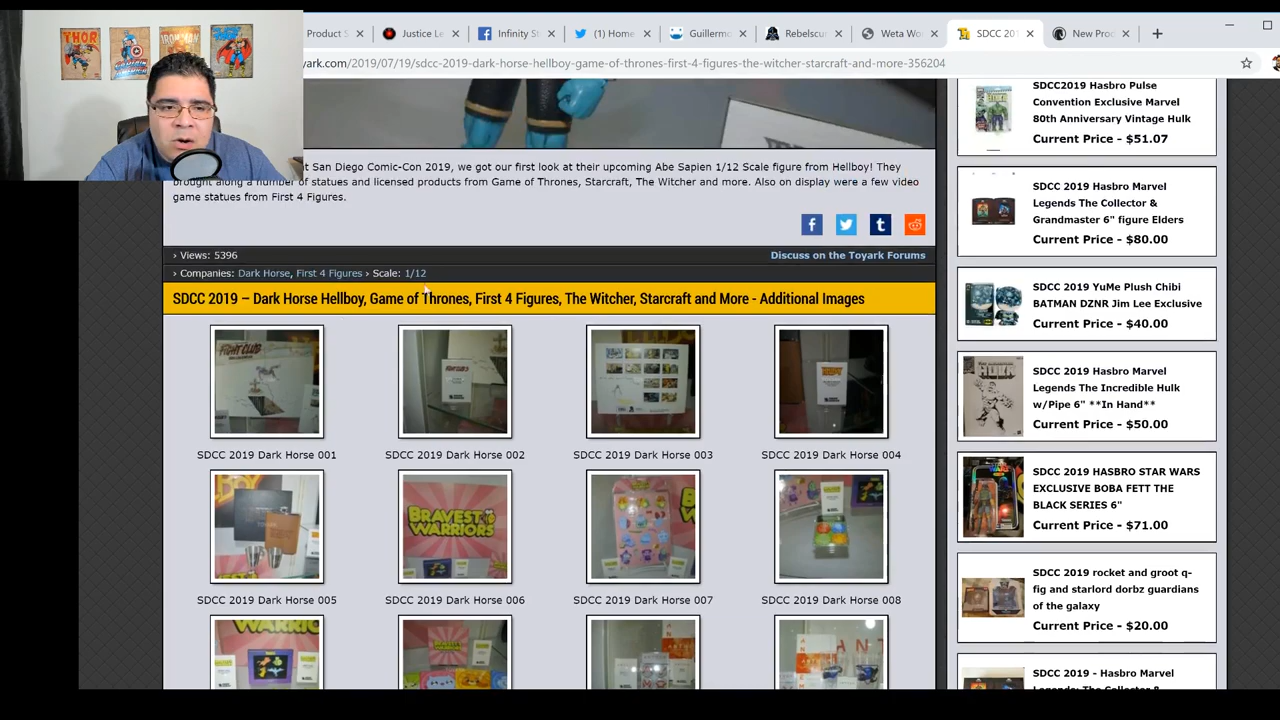 THOR
IRON MAN
Product S
Justice Le
Infinity S
(1) Home
Guillermo
Rebelscu
Weta Wo
SDCC 201
New Proc
yark.com/2019/07/19/sdcc-2019-dark-horse-hellboy-game-of-thrones-first-4-figures-the-witcher-starcraft-and-more-356204
t San Diego Comic-Con 2019, we got our first look at their upcoming Abe Sapien 1/12 Scale figure from Hellboy! They
brought along a number of statues and licensed products from Game of Thrones, Starcraft, The Witcher and more. Also on display were a few video
game statues from First 4 Figures.
› Views: 5396
Discuss on the Toyark Forums
› Companies: Dark Horse, First 4 Figures › Scale: 1/12
SDCC 2019 – Dark Horse Hellboy, Game of Thrones, First 4 Figures, The Witcher, Starcraft and More - Additional Images
FIGHT CLUB
FIGHT CLUB 3
SDCC 2019 Dark Horse 001
SDCC 2019 Dark Horse 002
SDCC 2019 Dark Horse 003
SDCC 2019 Dark Horse 004
BRAVEST
WARRIORS
SDCC 2019 Dark Horse 005
SDCC 2019 Dark Horse 006
SDCC 2019 Dark Horse 007
SDCC 2019 Dark Horse 008
SDCC2019 Hasbro Pulse
Convention Exclusive Marvel
80th Anniversary Vintage Hulk
Current Price - $51.07
SDCC 2019 Hasbro Marvel
Legends The Collector &
Grandmaster 6" figure Elders
Current Price - $80.00
SDCC 2019 YuMe Plush Chibi
BATMAN DZNR Jim Lee Exclusive
Current Price - $40.00
SDCC 2019 Hasbro Marvel
Legends The Incredible Hulk
w/Pipe 6" **In Hand**
Current Price - $50.00
SDCC 2019 HASBRO STAR WARS
EXCLUSIVE BOBA FETT THE
BLACK SERIES 6"
Current Price - $71.00
SDCC 2019 rocket and groot q-
fig and starlord dorbz guardians
of the galaxy
Current Price - $20.00
SDCC 2019 - Hasbro Marvel
Legends: The Collector &